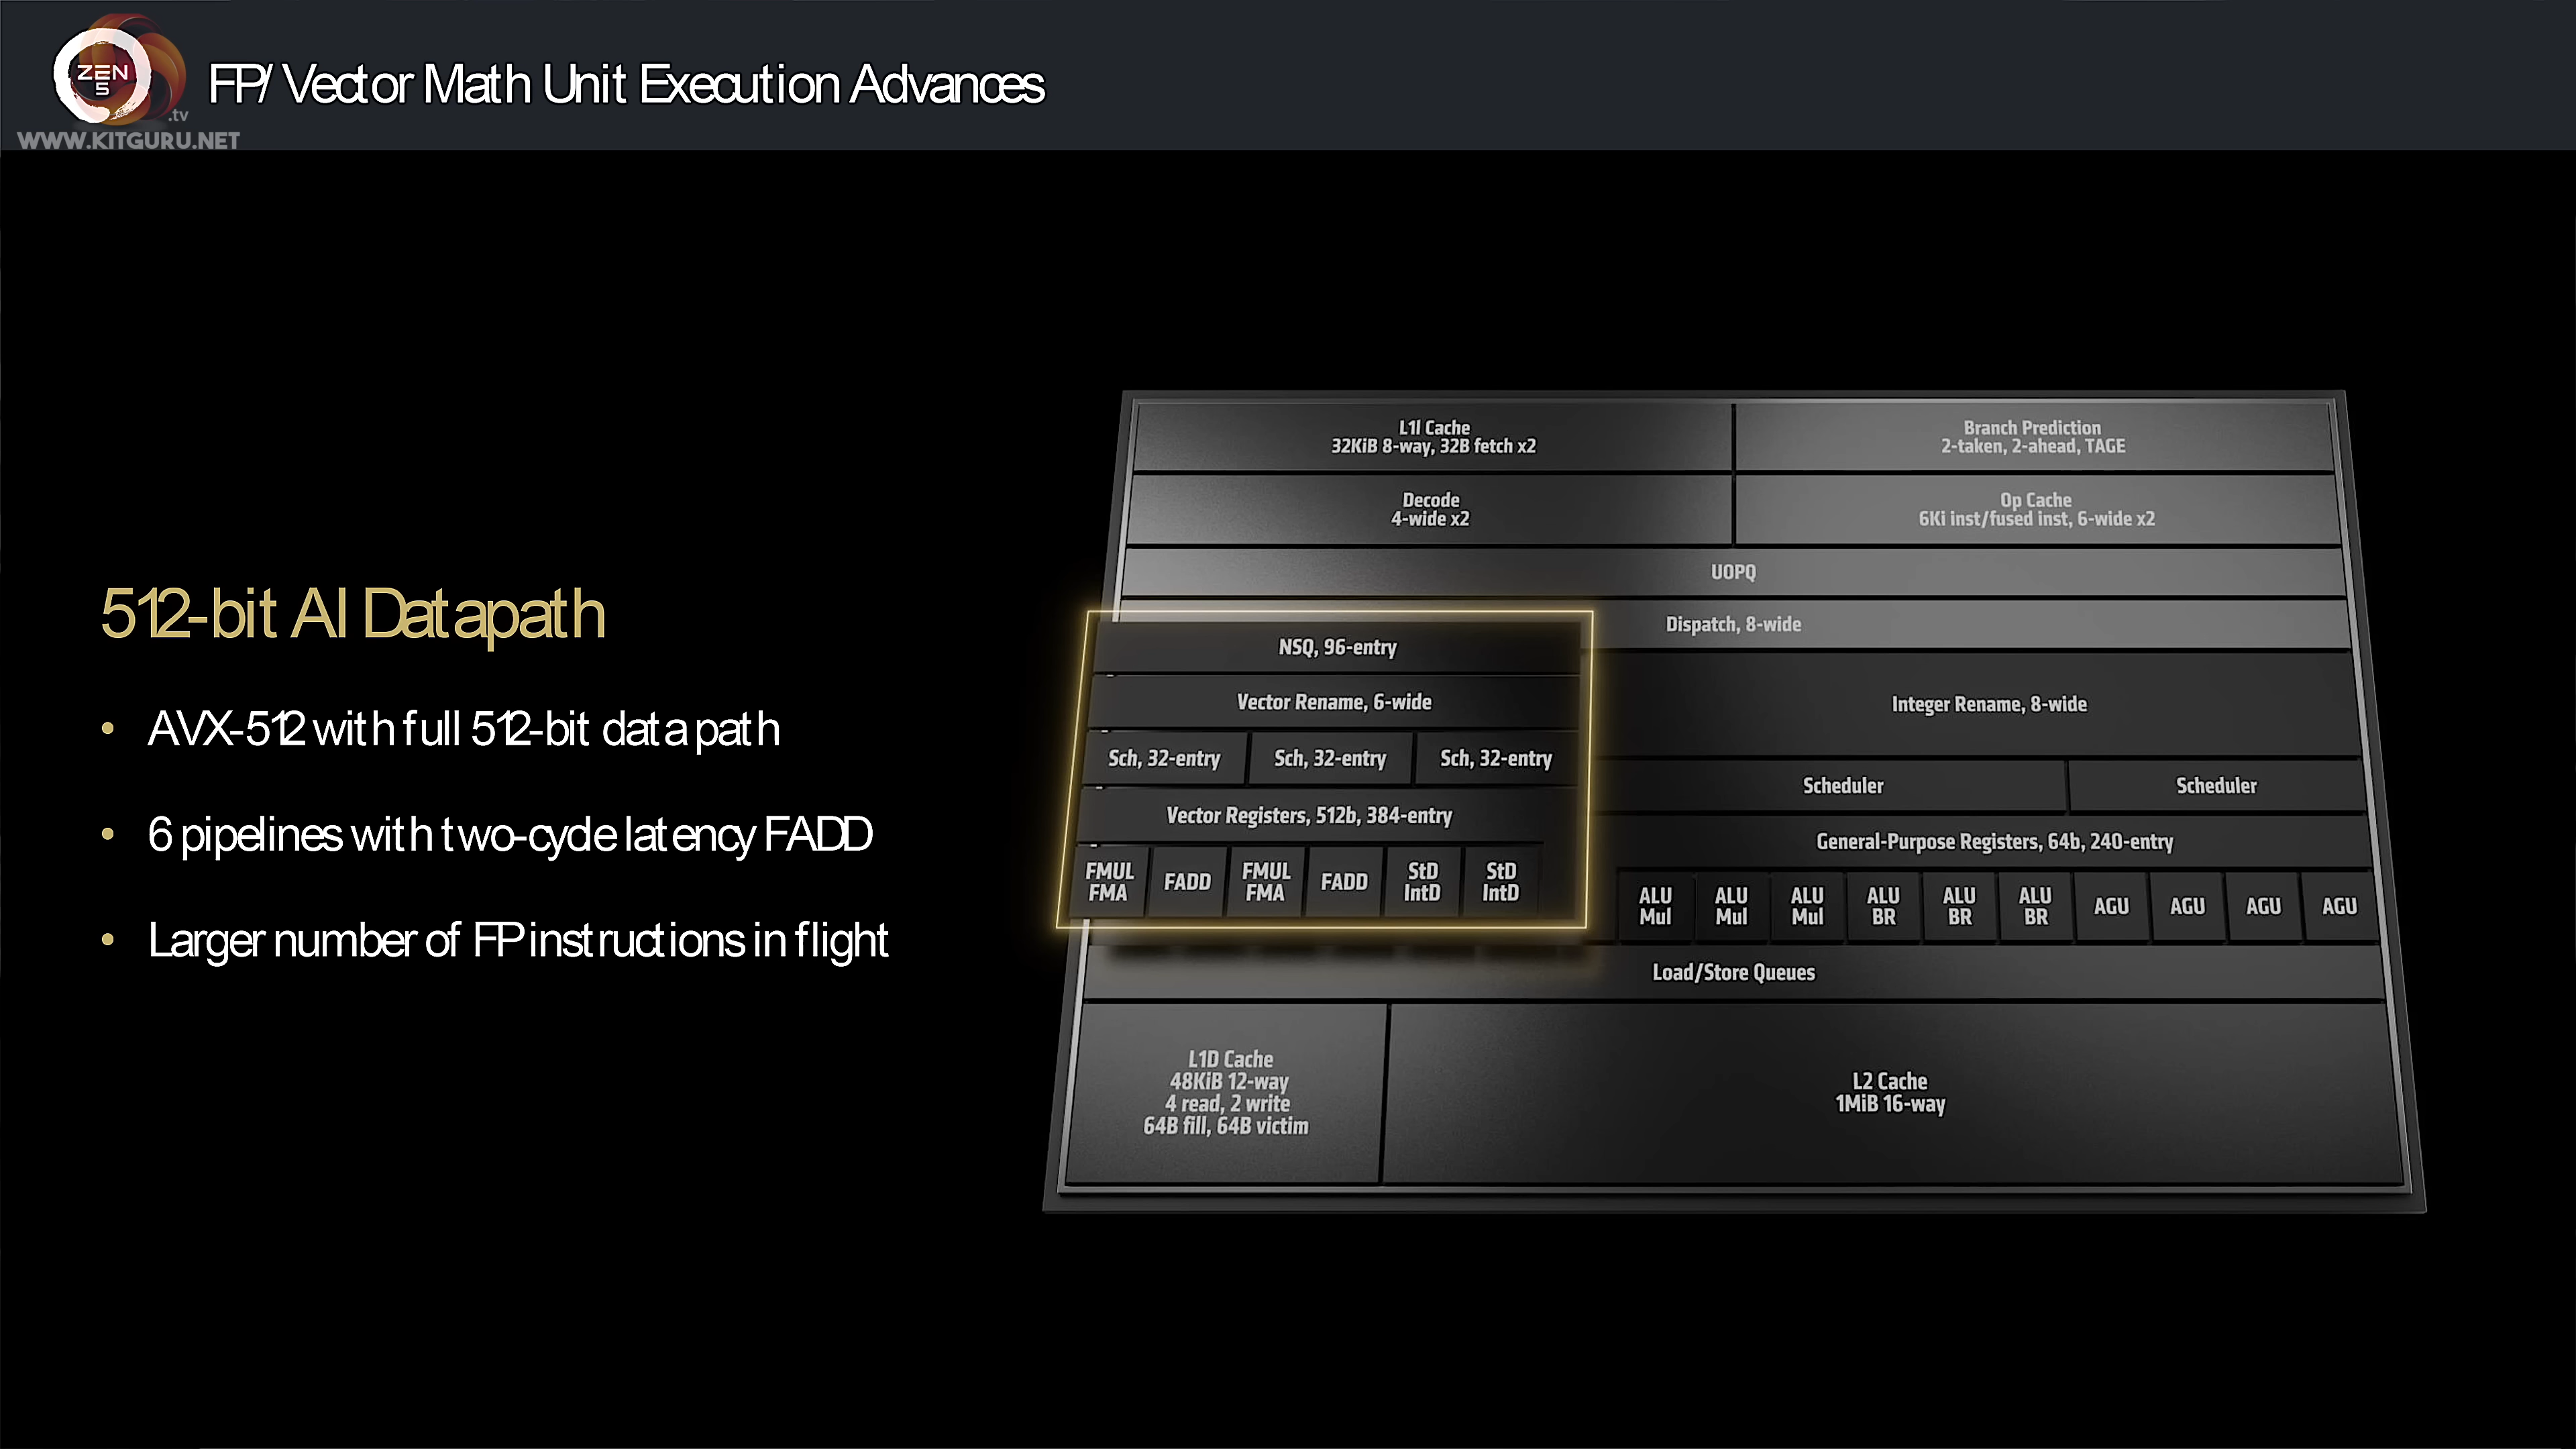 ZEN
5
.tv
WWW.KITGURU.NET
FP/ Vector Math Unit Execution Advances
512-bit AI Datapath
• AVX-512 with full 512-bit data path
• 6 pipelines with two-cycle latency FADD
• Larger number of FP instructions in flight
L1I Cache
32KiB 8-way, 32B fetch x2
Branch Prediction
2-taken, 2-ahead, TAGE
Decode
4-wide x2
Op Cache
6Ki inst/fused inst, 6-wide x2
UOPQ
Dispatch, 8-wide
NSQ, 96-entry
Vector Rename, 6-wide
Sch, 32-entry
Sch, 32-entry
Sch, 32-entry
Vector Registers, 512b, 384-entry
FMUL
FMA
FADD
FMUL
FMA
FADD
StD
IntD
StD
IntD
Integer Rename, 8-wide
Scheduler
Scheduler
General-Purpose Registers, 64b, 240-entry
ALU
Mul
ALU
Mul
ALU
Mul
ALU
BR
ALU
BR
ALU
BR
AGU
AGU
AGU
AGU
Load/Store Queues
L1D Cache
48KiB 12-way
4 read, 2 write
64B fill, 64B victim
L2 Cache
1MiB 16-way